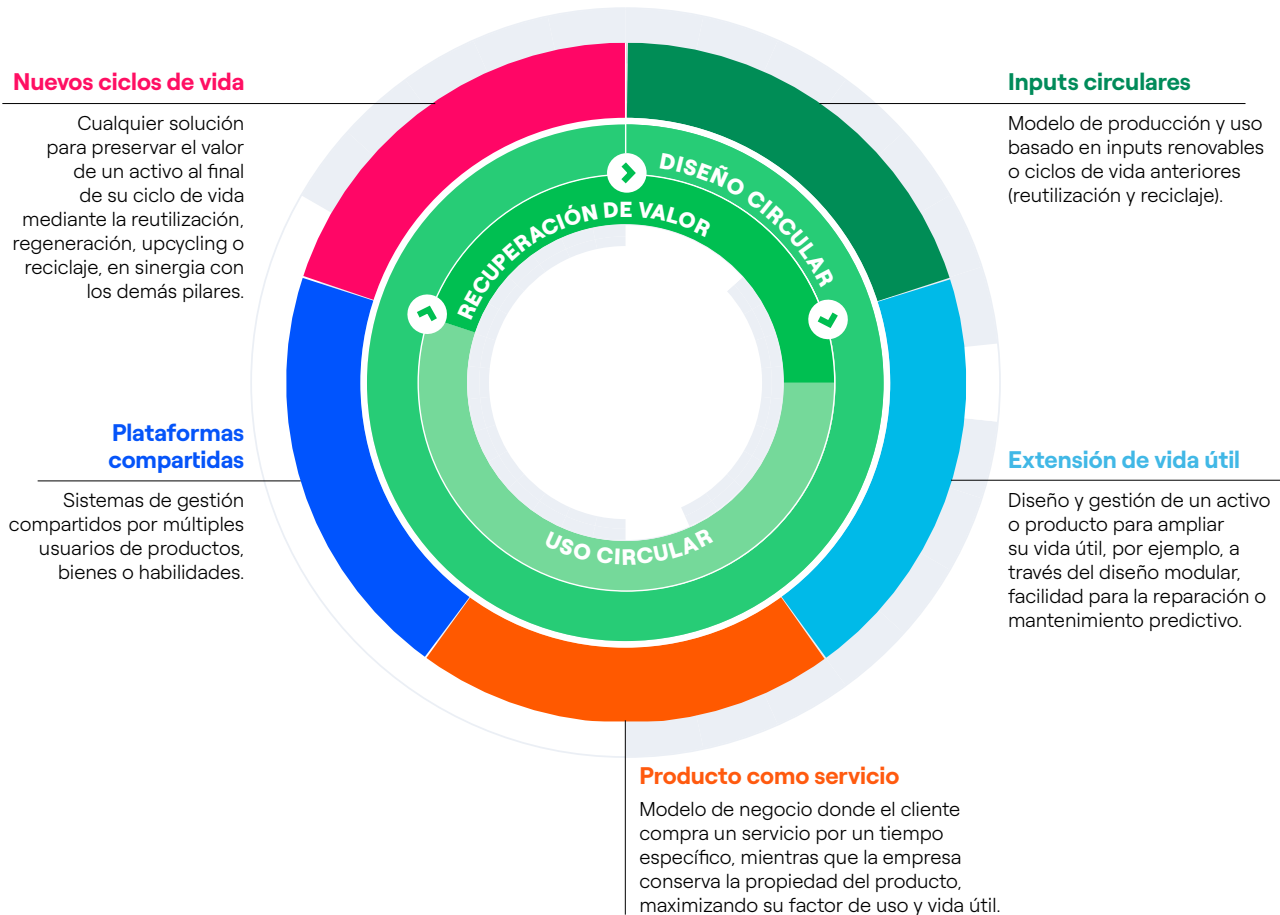 Nuevos ciclos de vida
Cualquier solución
para preservar el valor
de un activo al final
de su ciclo de vida
mediante la reutilización,
regeneración, upcycling o
reciclaje, en sinergia con
los demás pilares.
Inputs circulares
Modelo de producción y uso
basado en inputs renovables
o ciclos de vida anteriores
(reutilización y reciclaje).
DISEÑO CIRCULAR
RECUPERACIÓN DE VALOR
USO CIRCULAR
Plataformas
compartidas
Sistemas de gestión
compartidos por múltiples
usuarios de productos,
bienes o habilidades.
Extensión de vida útil
Diseño y gestión de un activo
o producto para ampliar
su vida útil, por ejemplo, a
través del diseño modular,
facilidad para la reparación o
mantenimiento predictivo.
Producto como servicio
Modelo de negocio donde el cliente
compra un servicio por un tiempo
específico, mientras que la empresa
conserva la propiedad del producto,
maximizando su factor de uso y vida útil.